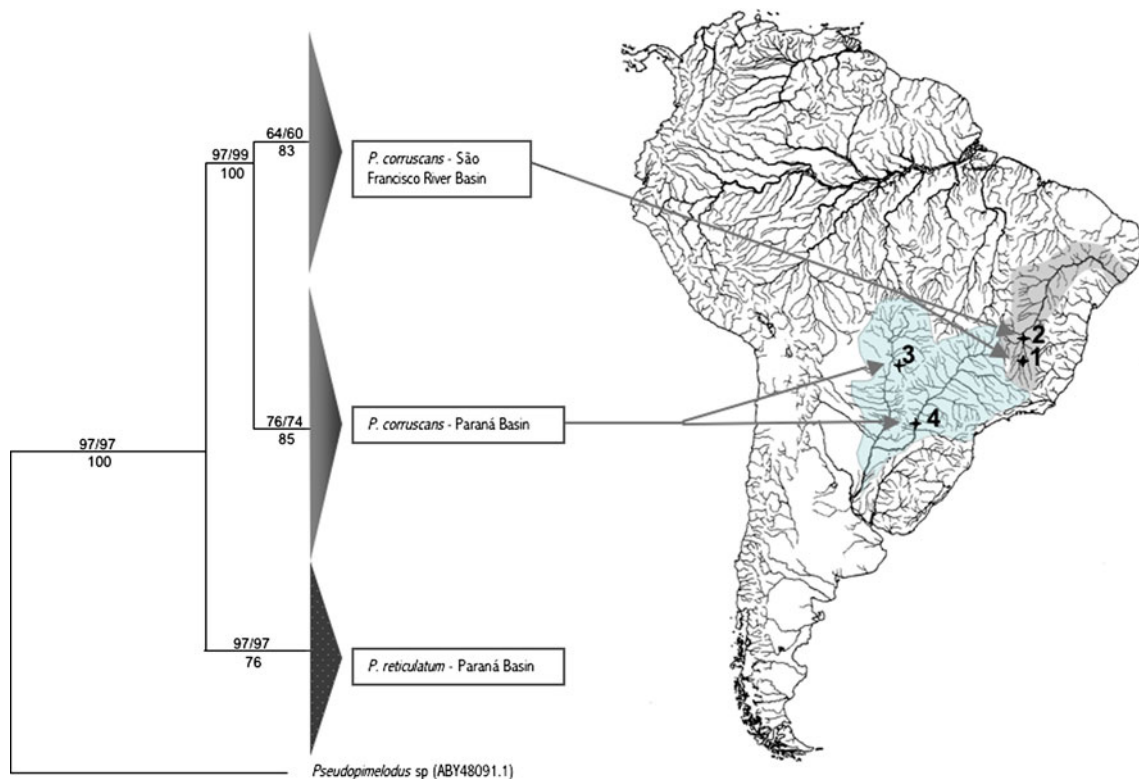 64/60
83
97/99
100
P. corruscans - São
Francisco River Basin
76/74
85
P. corruscans - Paraná Basin
97/97
100
97/97
76
P. reticulatum - Paraná Basin
Pseudopimelodus sp (ABY48091.1)
2
1
3
4